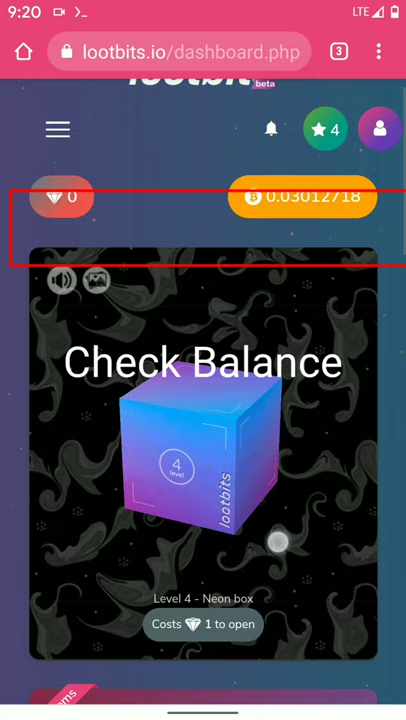 9:20
LTE
lootbits.io/dashboard.php
3
lootbit
beta
4
0
0.03012718
Check Balance
4
level
lootbits
Level 4 - Neon box
Costs 1 to open